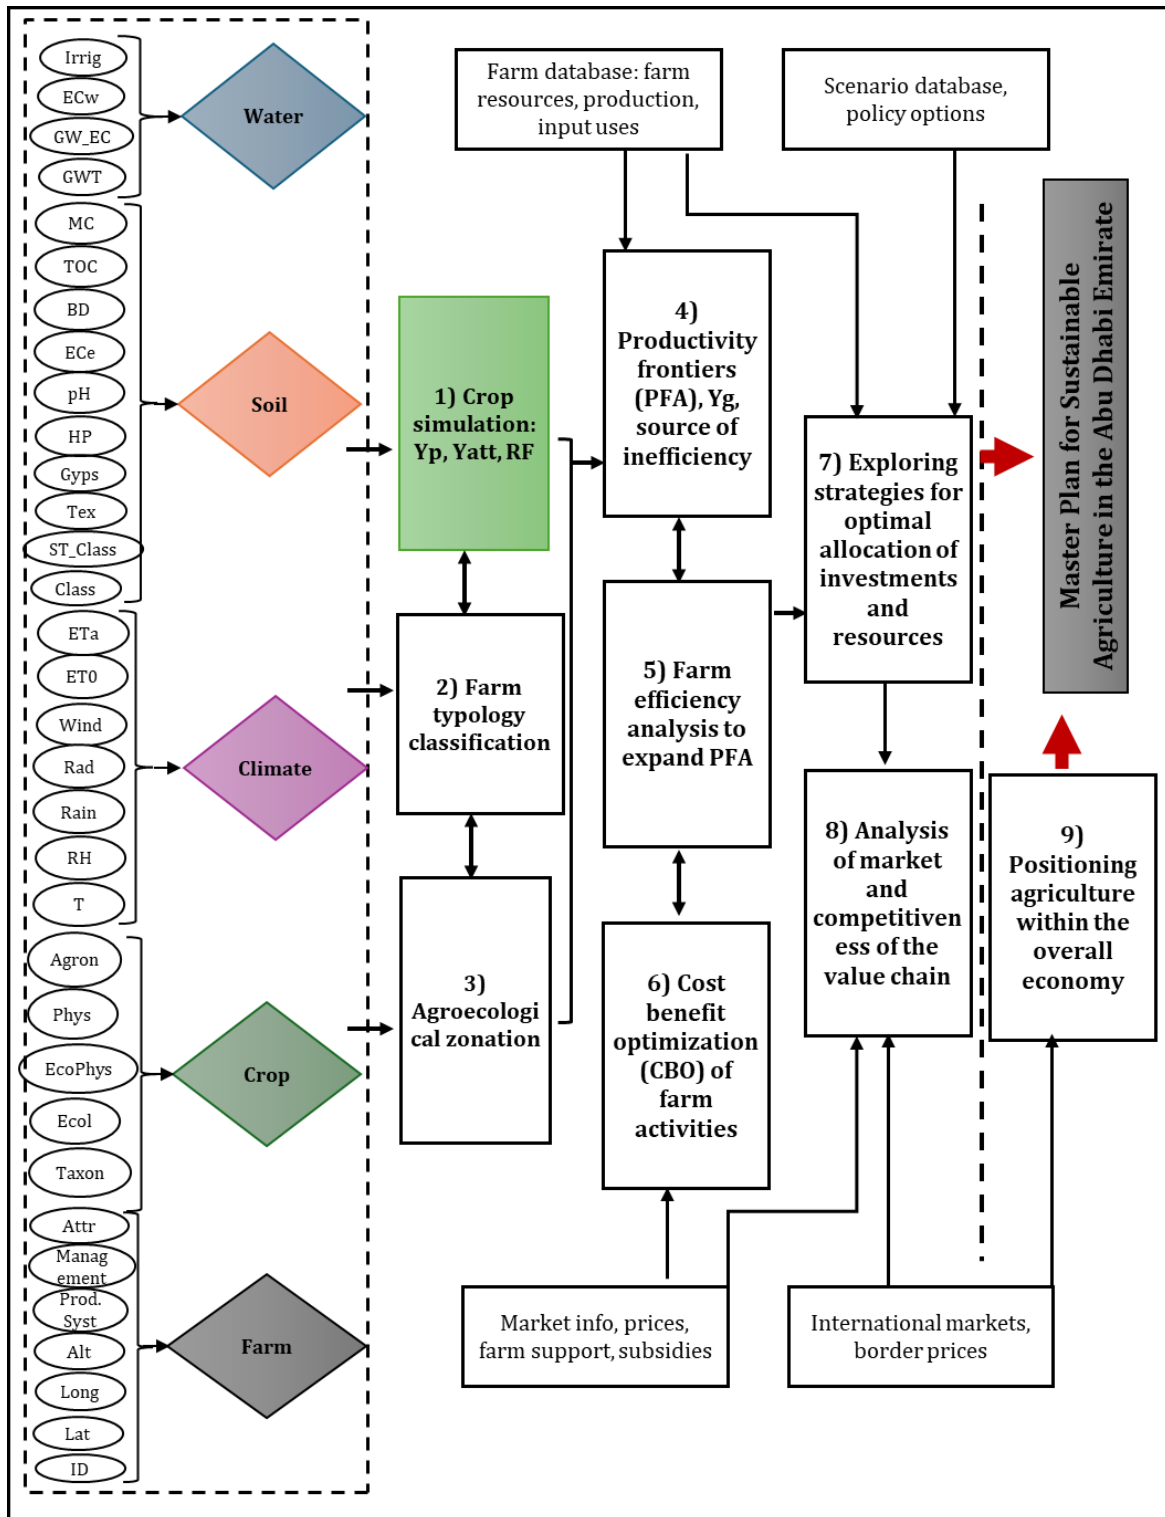 Irrig
ECw
GW_EC
GWT
Water
MC
TOC
BD
ECe
pH
HP
Gyps
Tex
ST_Class
Class
Soil
ETa
ET0
Wind
Rad
Rain
RH
T
Climate
Agron
Phys
EcoPhys
Ecol
Taxon
Crop
Attr
Manag
ement
Prod.
Syst
Alt
Long
Lat
ID
Farm
1) Crop
simulation:
Yp, Yatt, RF
2) Farm
typology
classification
3)
Agroecologi
cal zonation
Farm database: farm
resources, production,
input uses
4)
Productivity
frontiers
(PFA), Yg,
source of
inefficiency
5) Farm
efficiency
analysis to
expand PFA
6) Cost
benefit
optimization
(CBO) of
farm
activities
Market info, prices,
farm support, subsidies
Scenario database,
policy options
7) Exploring
strategies for
optimal
allocation of
investments
and
resources
8) Analysis
of market
and
competitiven
ess of the
value chain
International markets,
border prices
9)
Positioning
agriculture
within the
overall
economy
Master Plan for Sustainable
Agriculture in the Abu Dhabi Emirate